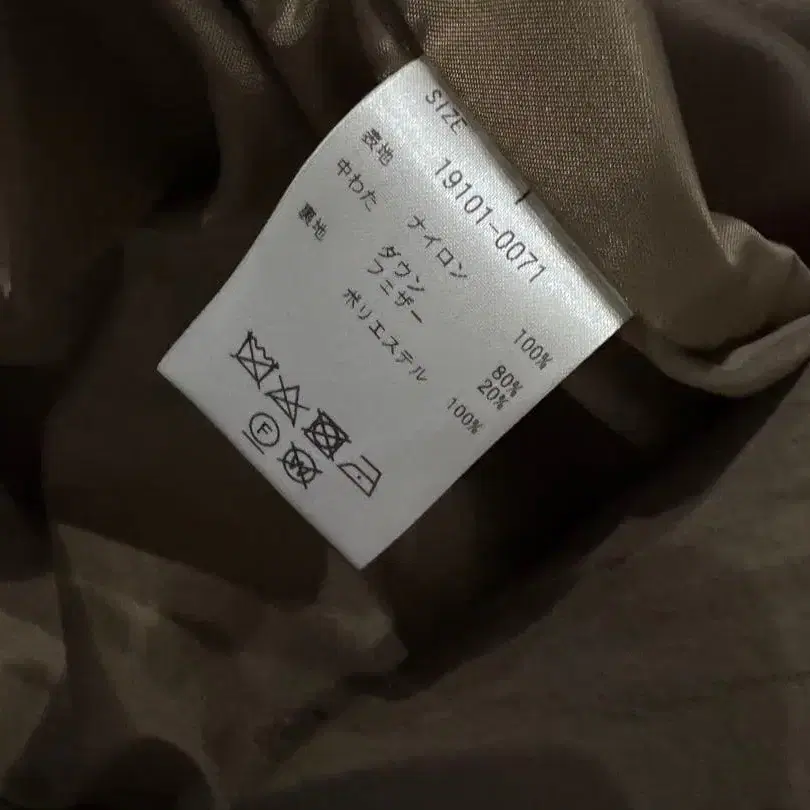 SIZE
19101-0071
表地 ナイロン 100%
中わた ダウン 80%
フェザー 20%
裏地 ポリエステル 100%
F
W